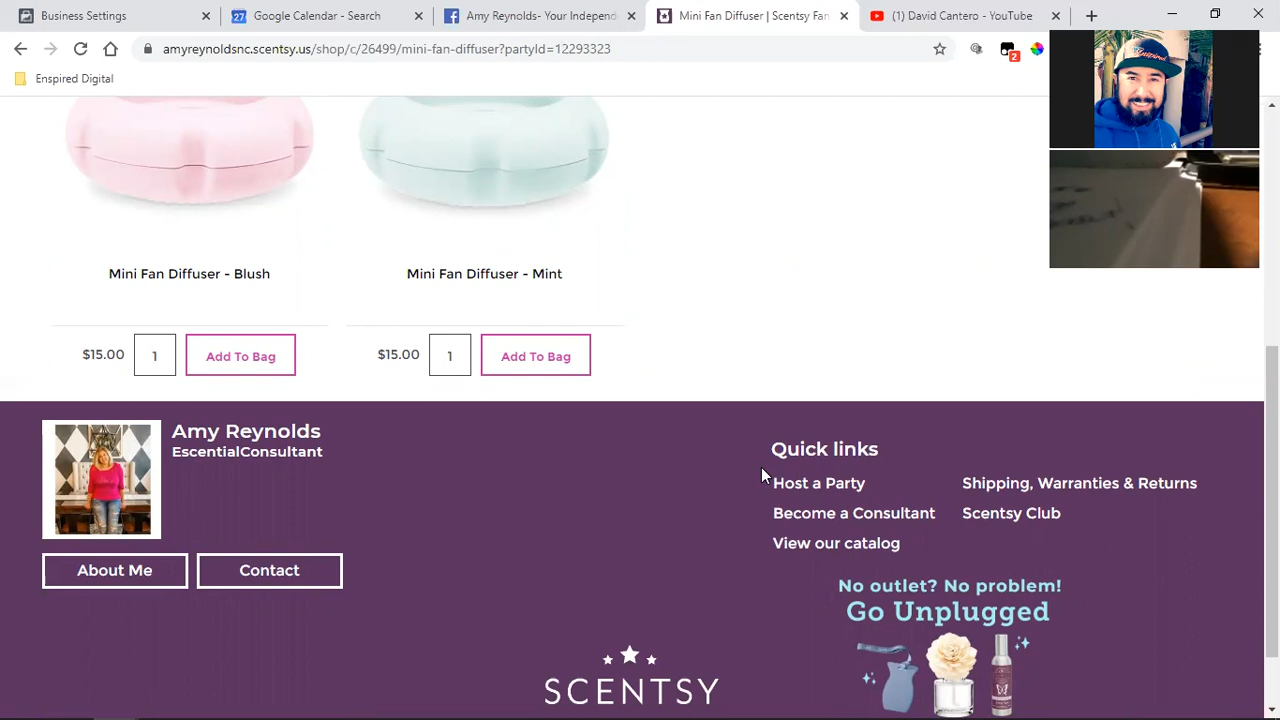 Business Settings
Google Calendar - Search
Amy Reynolds- Your Independ
Mini Fan Diffuser | Scentsy Fan
(1) David Cantero - YouTube
amyreynoldsnc.scentsy.us/shop/c/26499/mini-fan-diffuser?partyId=12293323
2
Enspired Digital
Mini Fan Diffuser - Blush
Mini Fan Diffuser - Mint
$15.00 1 Add To Bag
$15.00 1 Add To Bag
Amy Reynolds
EscentialConsultant
About Me
Contact
Quick links
Host a Party
Shipping, Warranties & Returns
Become a Consultant
Scentsy Club
View our catalog
No outlet? No problem!
Go Unplugged
SCENTSY